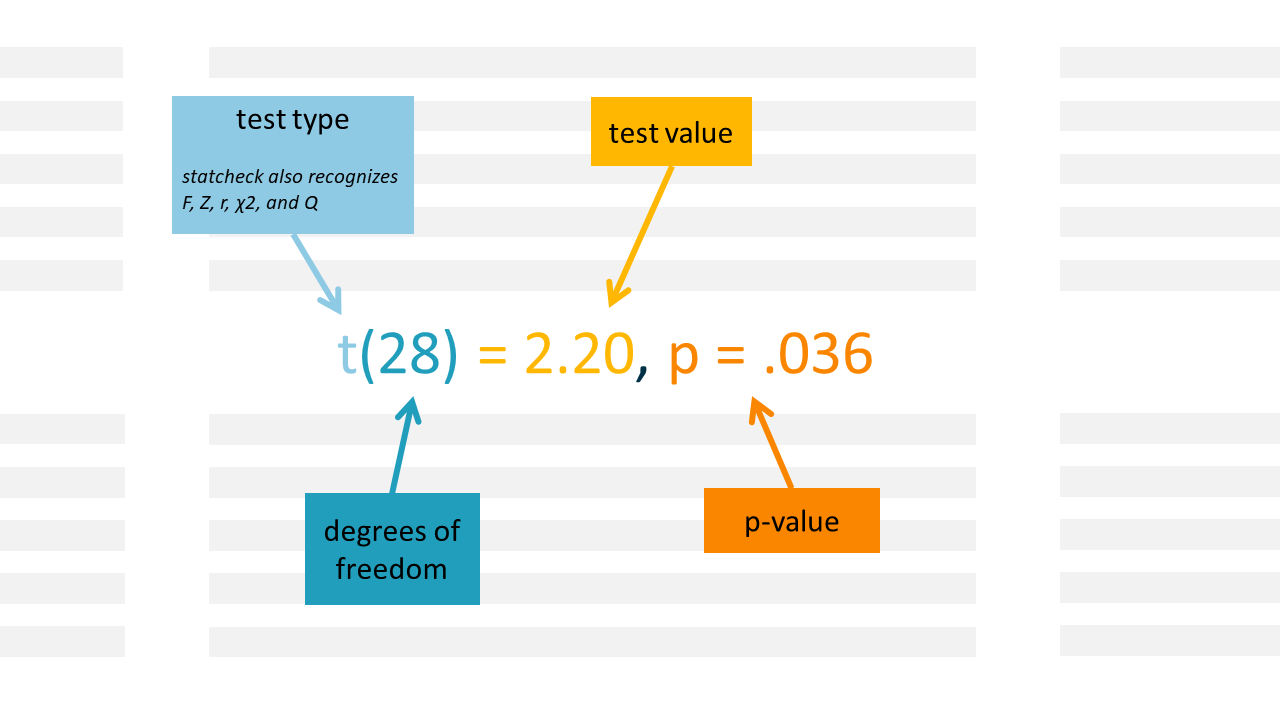 test type
statcheck also recognizes
F, Z, r, χ2, and Q
test value
t(28) = 2.20, p = .036
degrees of
freedom
p-value